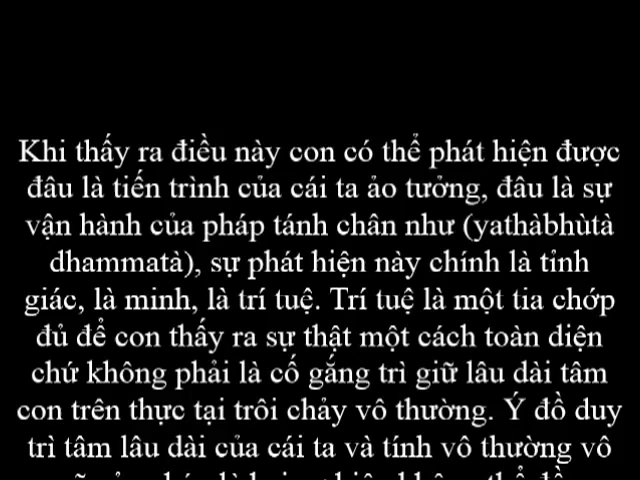 Khi thấy ra điều này con có thể phát hiện được
đâu là tiến trình của cái ta ảo tưởng, đâu là sự
vận hành của pháp tánh chân như (yathàbhùtà
dhammatà), sự phát hiện này chính là tỉnh
giác, là minh, là trí tuệ. Trí tuệ là một tia chớp
đủ để con thấy ra sự thật một cách toàn diện
chứ không phải là cố gắng trì giữ lâu dài tâm
con trên thực tại trôi chảy vô thường. Ý đồ duy
trì tâm lâu dài của cái ta và tính vô thường vô